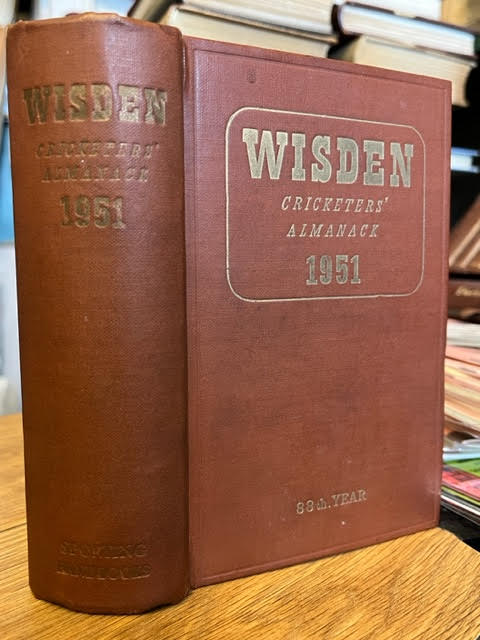 WISDEN
CRICKETERS'
ALMANACK
1951
SPORTING
HANDBOOKS
WISDEN
CRICKETERS'
ALMANACK
1951
88th. YEAR